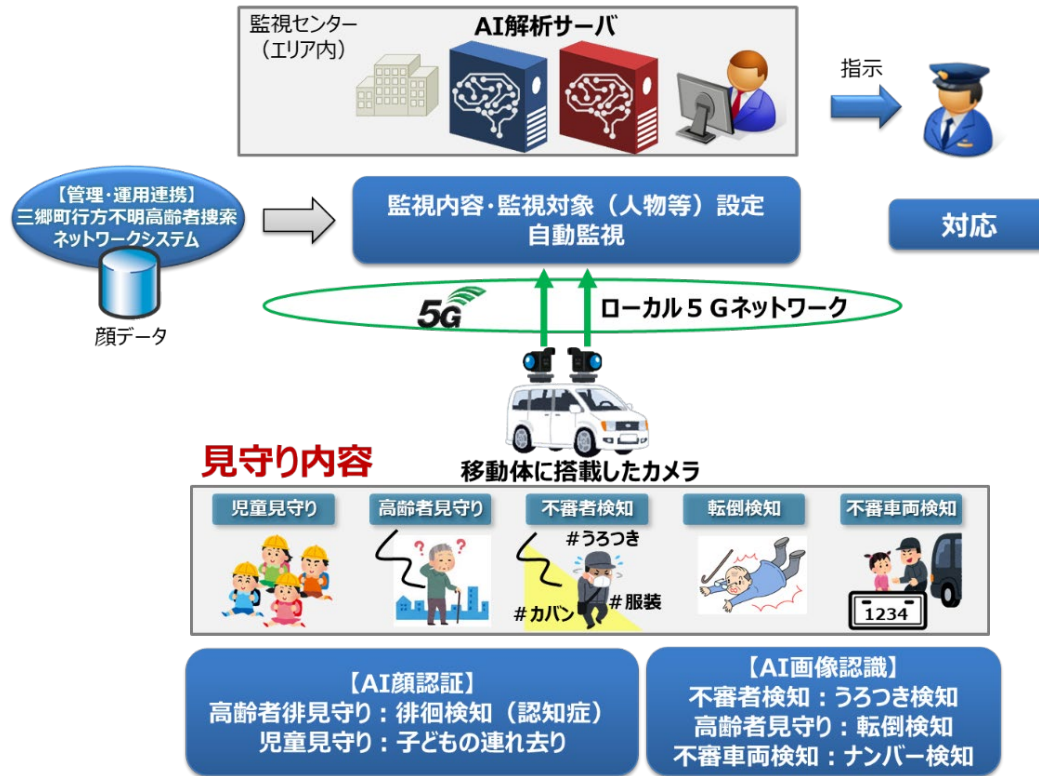 監視センター
（エリア内）
AI解析サーバ
指示
【管理・運用連携】
三郷町行方不明高齢者捜索
ネットワークシステム
顔データ
監視内容・監視対象（人物等）設定
自動監視
対応
5G
ローカル５Ｇネットワーク
移動体に搭載したカメラ
見守り内容
児童見守り
高齢者見守り
不審者検知
転倒検知
不審車両検知
#うろつき
#カバン
#服装
1234
【AI顔認証】
高齢者徘見守り：徘徊検知（認知症）
児童見守り：子どもの連れ去り
【AI画像認識】
不審者検知：うろつき検知
高齢者見守り：転倒検知
不審車両検知：ナンバー検知